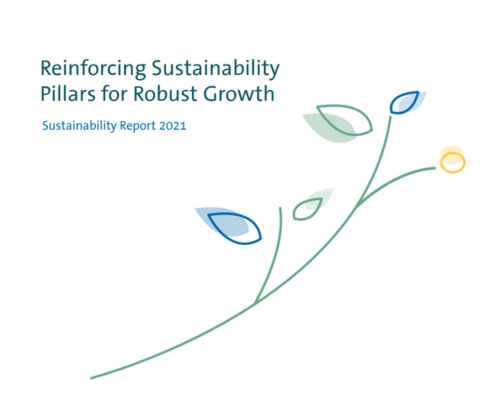 Reinforcing Sustainability
Pillars for Robust Growth
Sustainability Report 2021